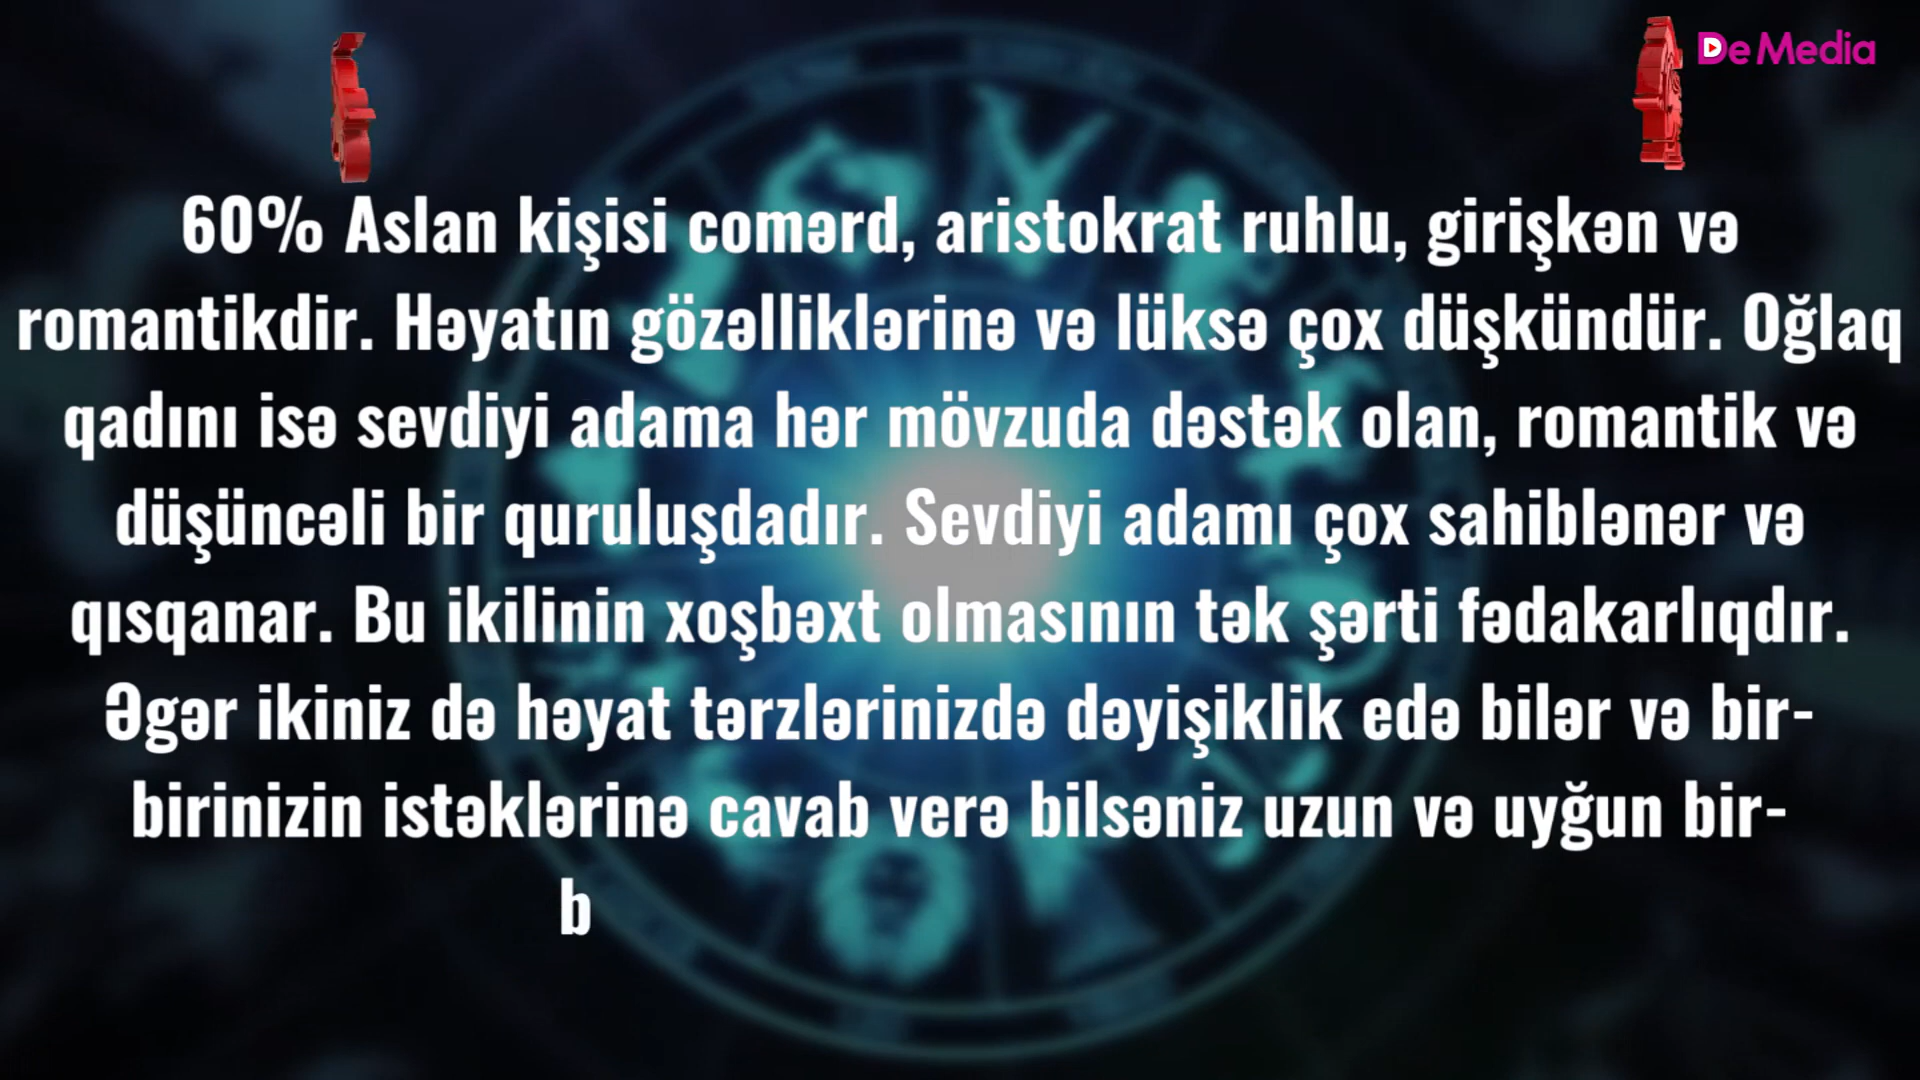 De Media
60% Aslan kişisi comərd, aristokrat ruhlu, girişkən və
romantikdir. Həyatın gözəlliklərinə və lüksə çox düşkündür. Oğlaq
qadını isə sevdiyi adama hər mövzuda dəstək olan, romantik və
düşüncəli bir quruluşdadır. Sevdiyi adamı çox sahiblənər və
qısqanar. Bu ikilinin xoşbəxt olmasının tək şərti fədakarlıqdır.
Əgər ikiniz də həyat tərzlərinizdə dəyişiklik edə bilər və bir-
birinizin istəklərinə cavab verə bilsəniz uzun və uyğun bir-
b